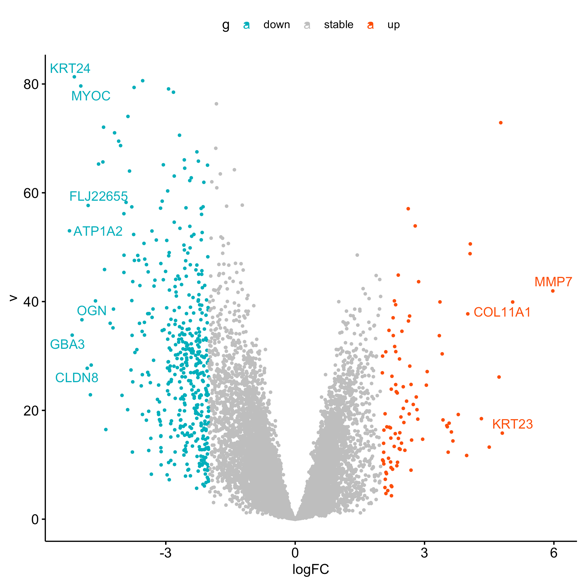 g a down a stable a up
KRT24
MYOC
FLJ22655
ATP1A2
OGN
GBA3
CLDN8
MMP7
COL11A1
KRT23
80
60
40
20
0
v
-3 0 3 6
logFC